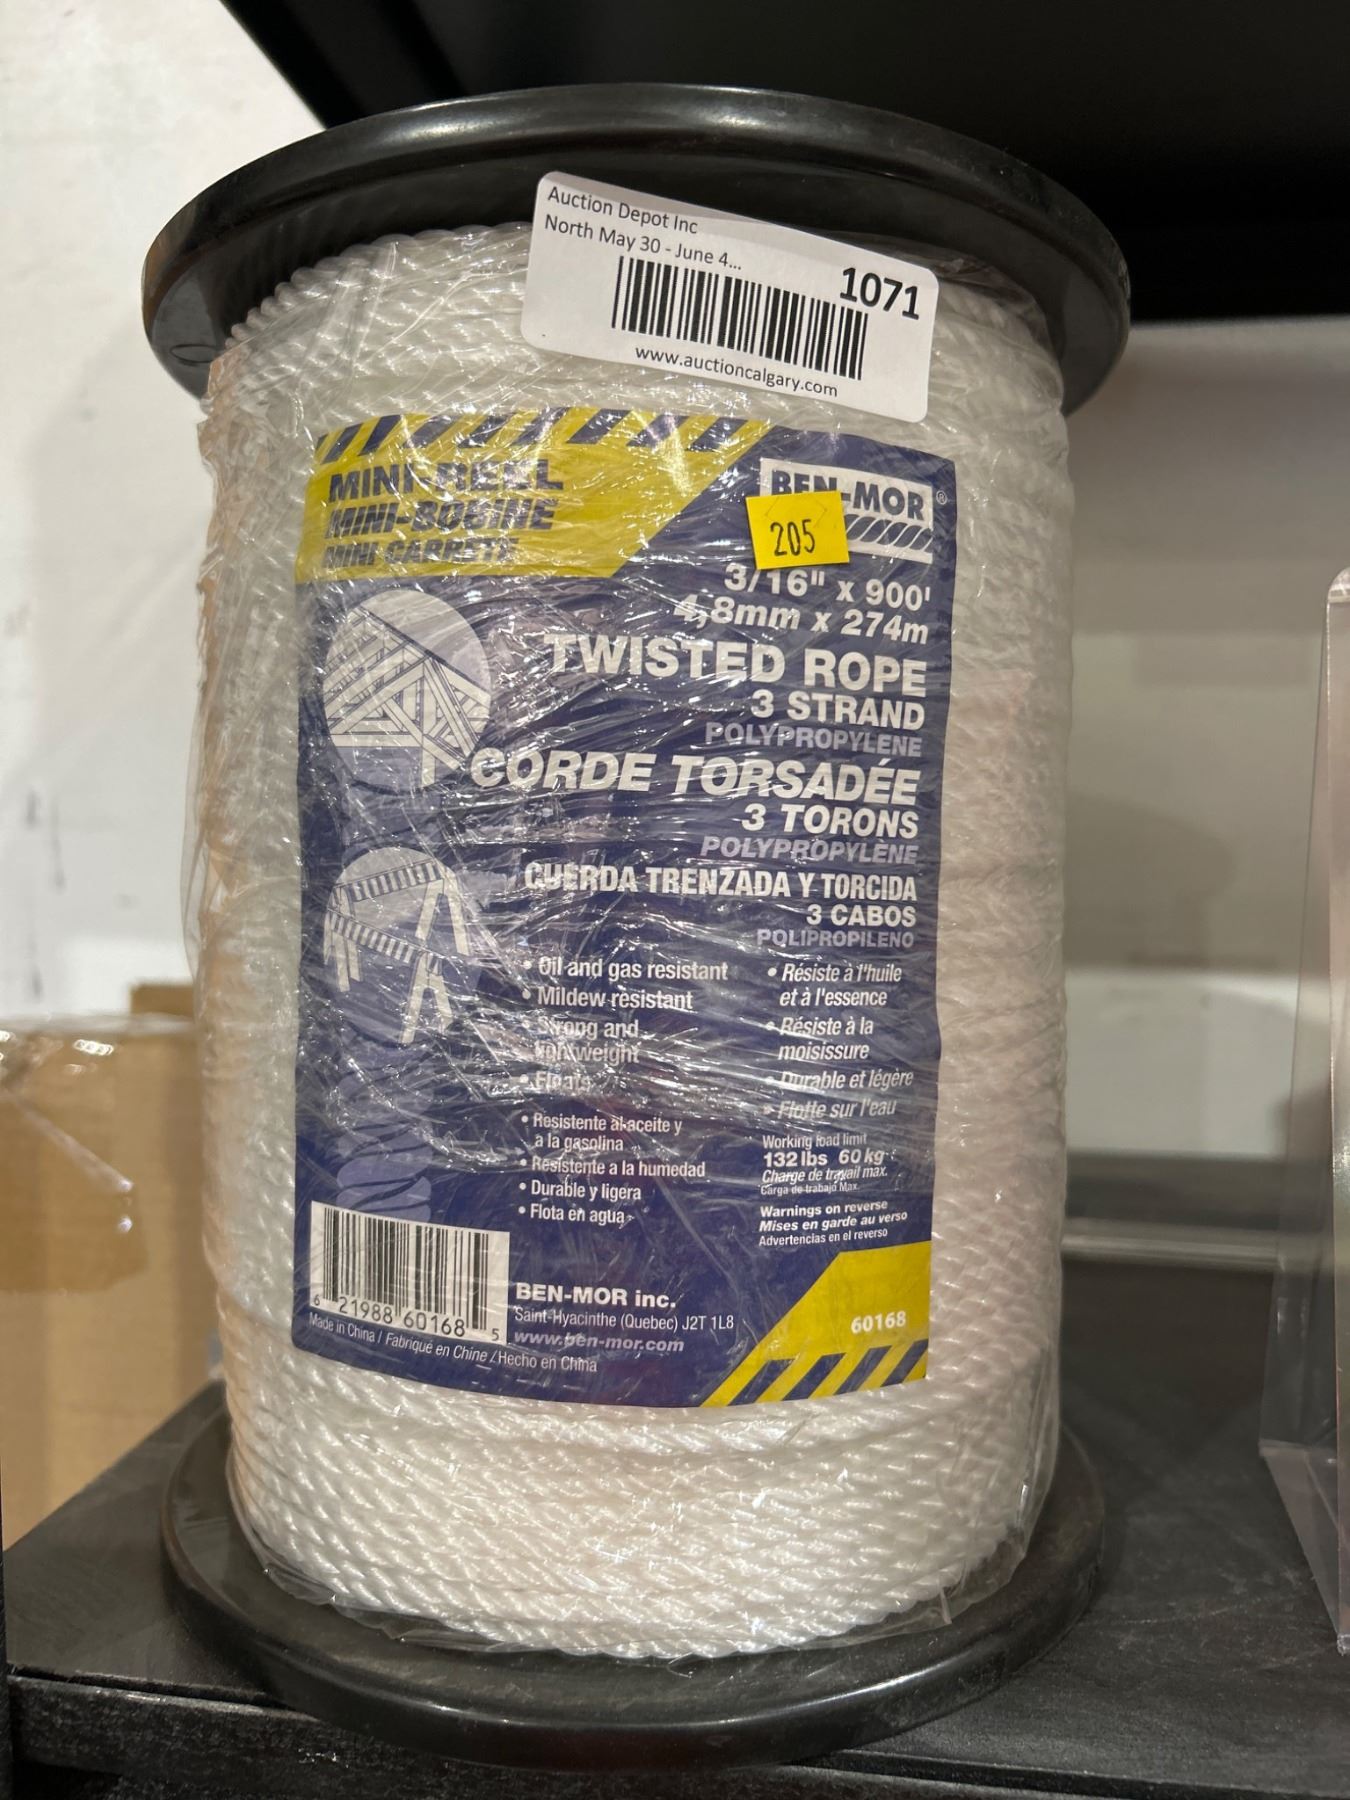 Auction Depot Inc
North May 30 - June 4...
1071
www.auctioncalgary.com
MINI-REEL
MINI-BOBINE
MINI-CARRETE
BEN-MOR®
205
3/16" x 900'
4,8mm x 274m
TWISTED ROPE
3 STRAND
POLYPROPYLENE
CORDE TORSADÉE
3 TORONS
POLYPROPYLÈNE
CUERDA TRENZADA Y TORCIDA
3 CABOS
POLIPROPILENO
• Oil and gas resistant
• Mildew resistant
• Strong and
lightweight
• Floats
• Résiste à l'huile
et à l'essence
• Résiste à la
moisissure
• Durable et légère
• Flotte sur l'eau
• Resistente al aceite y
a la gasolina
• Resistente a la humedad
• Durable y ligera
• Flota en agua
Working load limit
132 lbs 60 kg
Charge de travail max.
Carga de trabajo Max.
Warnings on reverse
Mises en garde au verso
Advertencias en el reverso
6 21988 60168 5
BEN-MOR inc.
Saint-Hyacinthe (Quebec) J2T 1L8
www.ben-mor.com
Made in China / Fabriqué en Chine / Hecho en China
60168